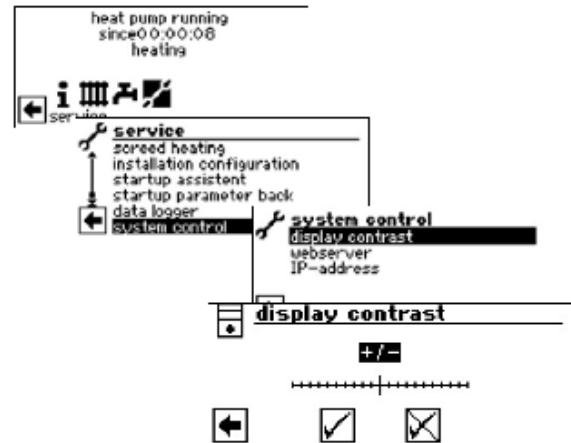 heat pump running
since00:00:08
heating
service
service
screed heating
installation configuration
startup assistent
startup parameter back
data logger
system control
system control
display contrast
webserver
IP-address
display contrast
+/-